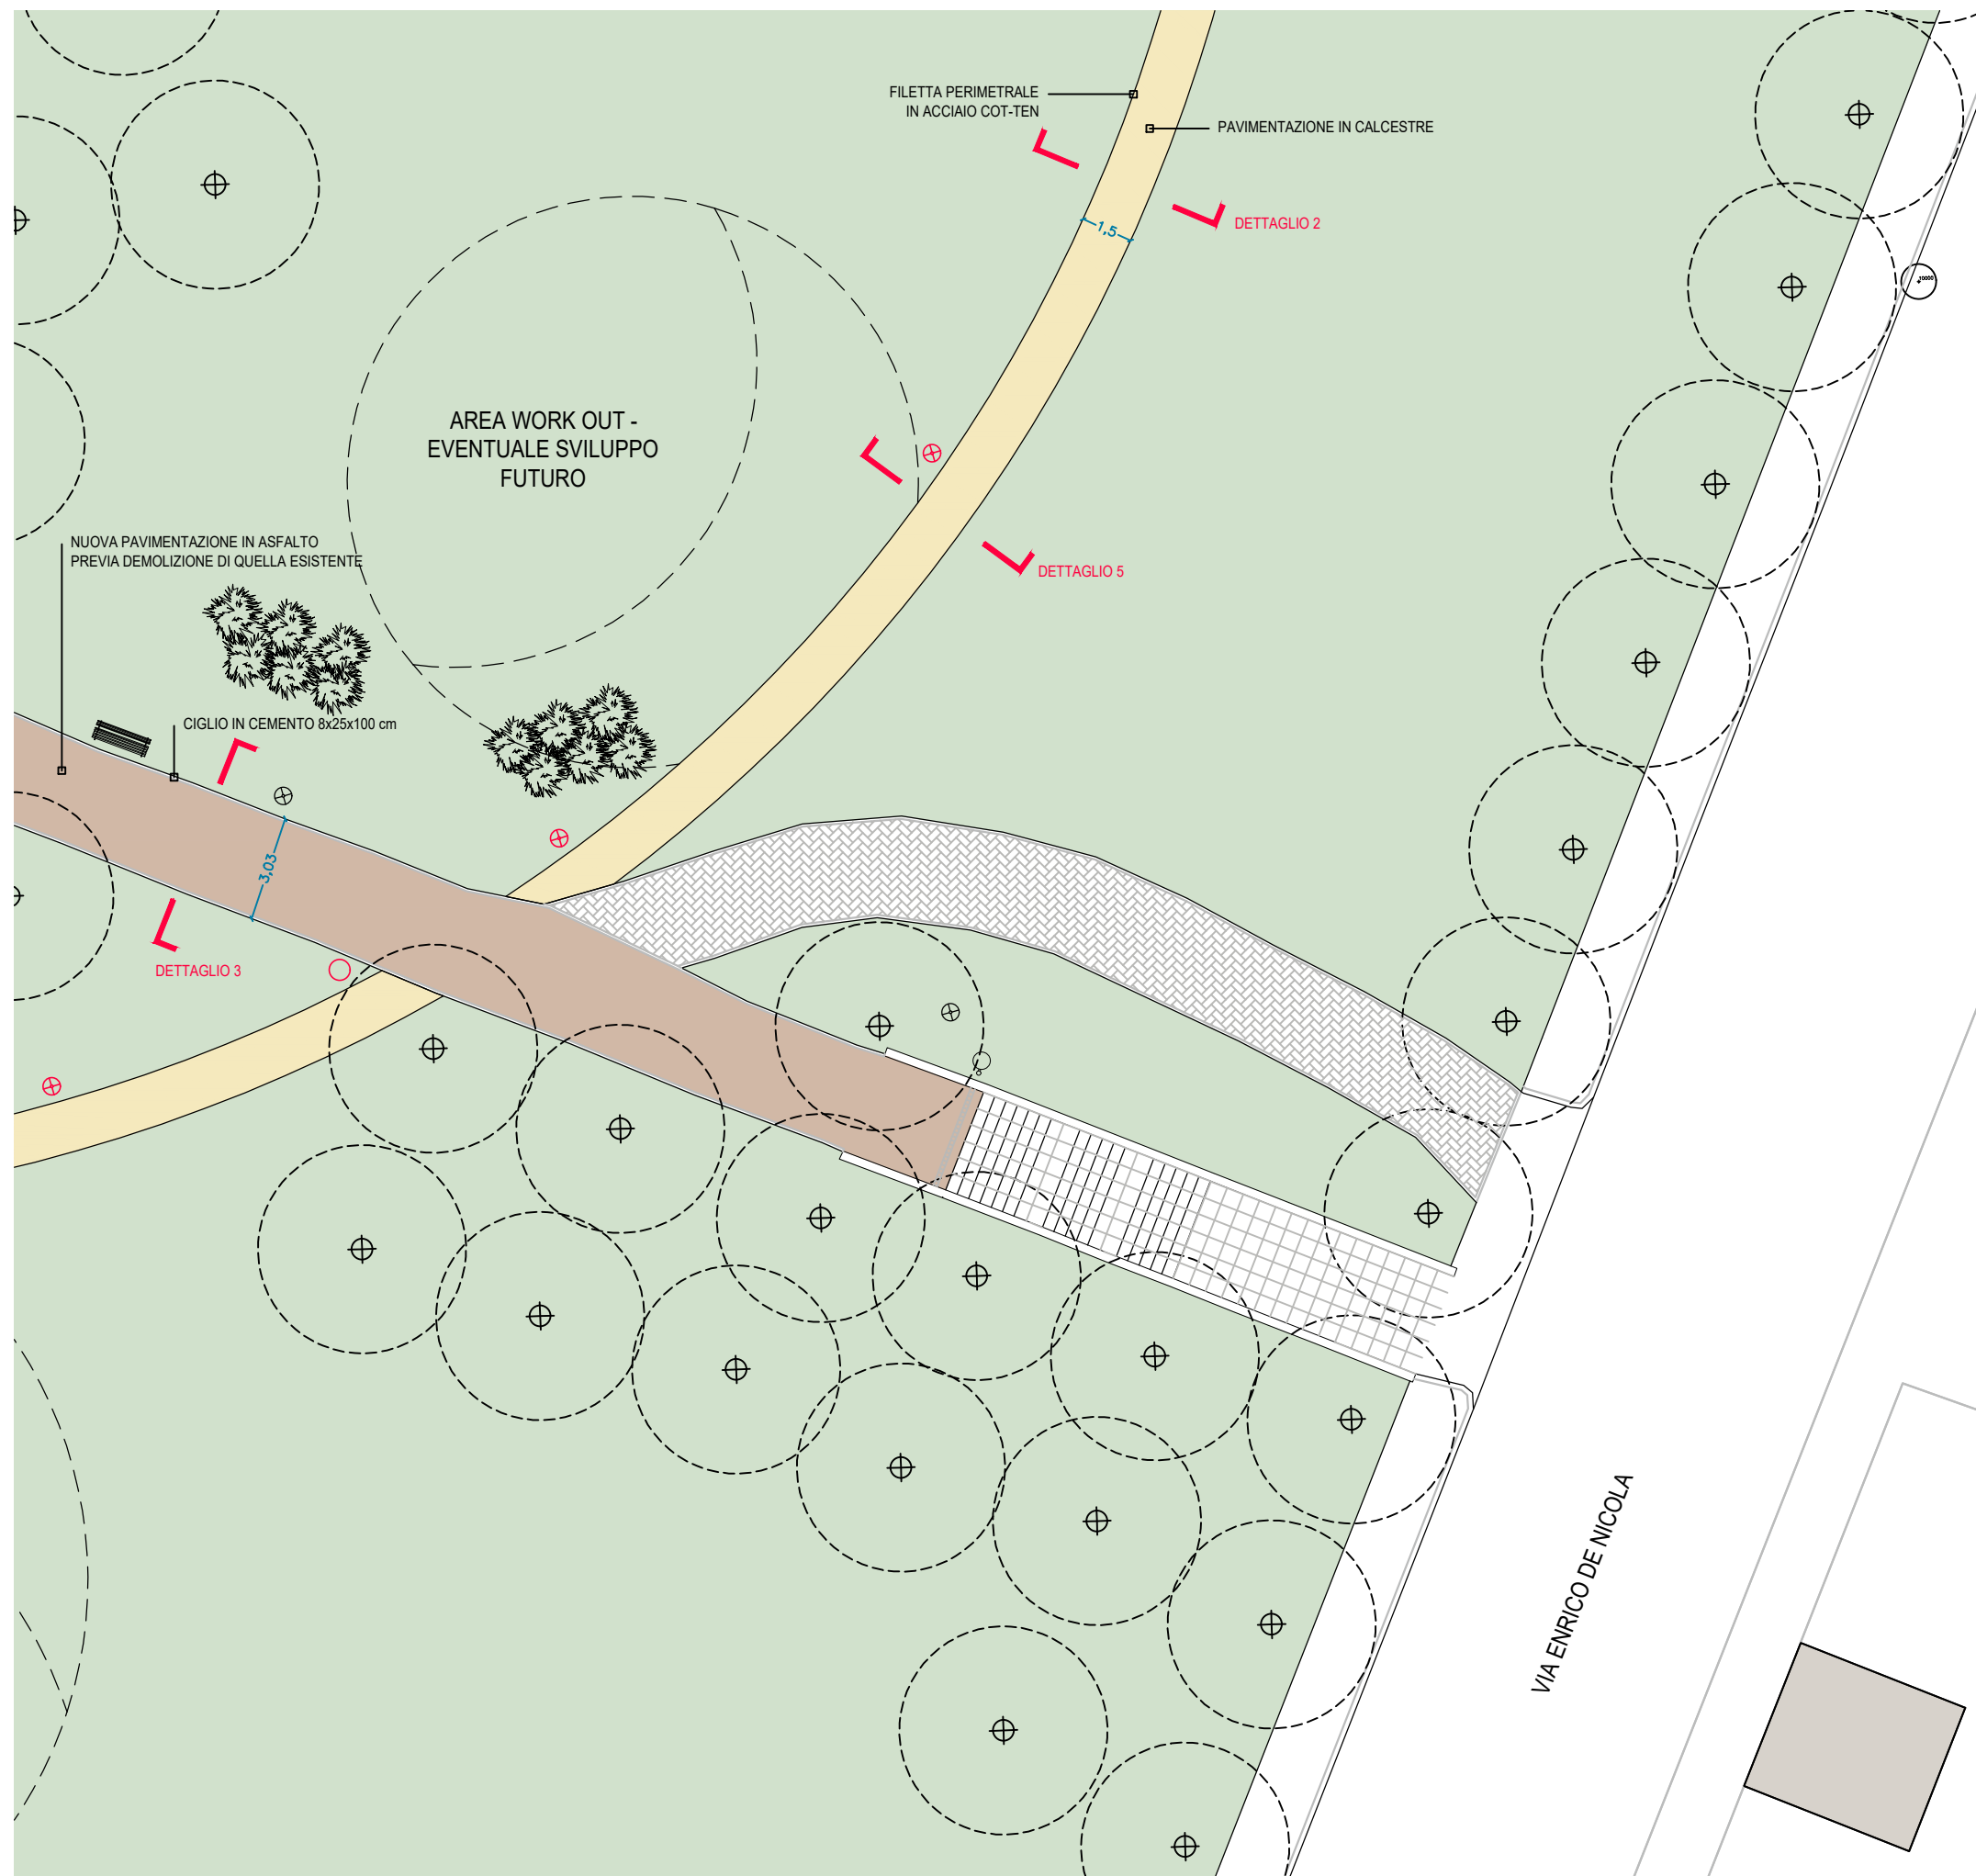 FILETTA PERIMETRALE
IN ACCIAIO COT-TEN
PAVIMENTAZIONE IN CALCESTRE
DETTAGLIO 2
1,5
10000
AREA WORK OUT -
EVENTUALE SVILUPPO
FUTURO
NUOVA PAVIMENTAZIONE IN ASFALTO
PREVIA DEMOLIZIONE DI QUELLA ESISTENTE
DETTAGLIO 5
CIGLIO IN CEMENTO 8x25x100 cm
3,03
DETTAGLIO 3
VIA ENRICO DE NICOLA